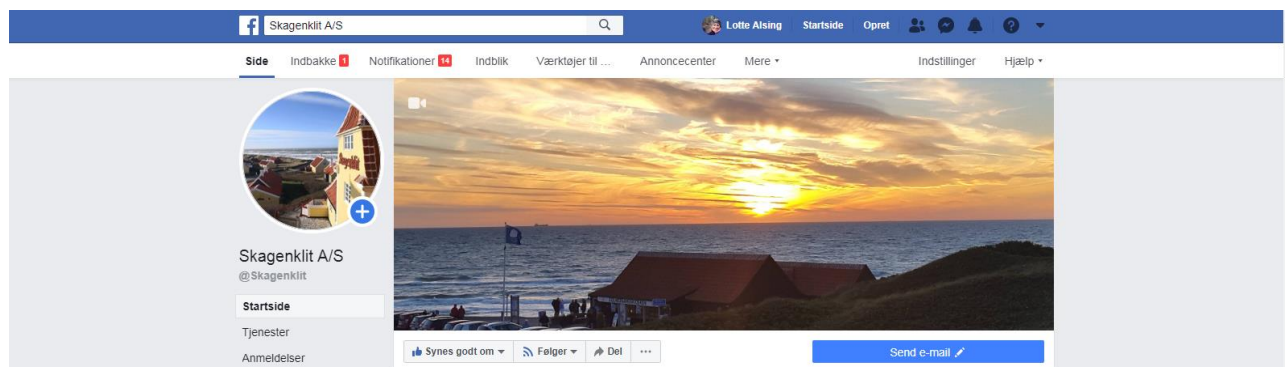 Skagenklit A/S
Lotte Alsing Startside Opret
Side Indbakke 1 Notifikationer 14 Indblik Værktøjer til ... Annoncecenter Mere Indstillinger Hjælp
Skagenklit
Skagenklit A/S
@Skagenklit
Startside
Tjenester
Anmeldelser
Synes godt om Følger Del ... Send e-mail